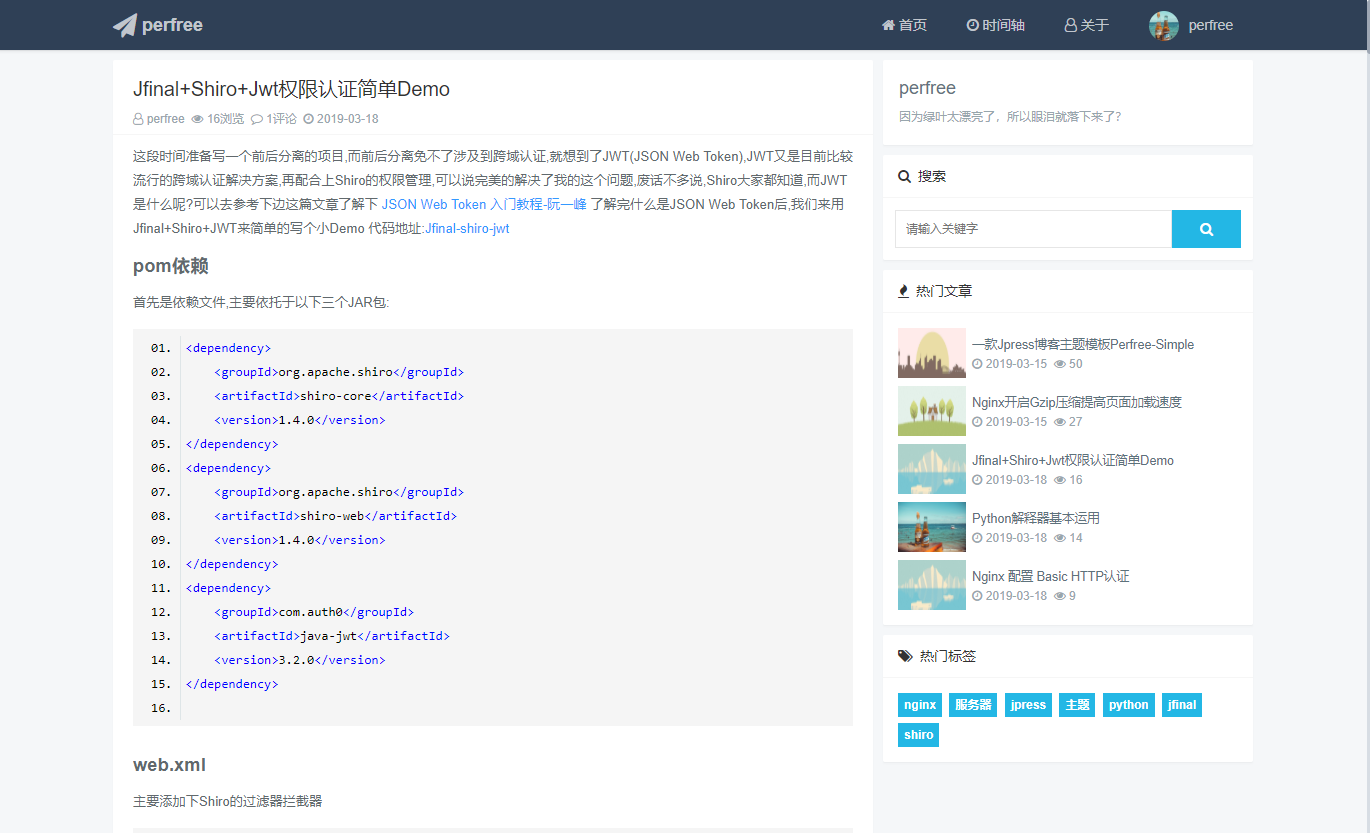 perfree
首页 时间轴 关于 perfree
Jfinal+Shiro+Jwt权限认证简单Demo
perfree 16浏览 1评论 2019-03-18
这段时间准备写一个前后分离的项目,而前后分离免不了涉及到跨域认证,就想到了JWT(JSON Web Token),JWT又是目前比较
流行的跨域认证解决方案,再配合上Shiro的权限管理,可以说完美的解决了我的这个问题,废话不多说,Shiro大家都知道,而JWT
是什么呢?可以去参考下边这篇文章了解下 JSON Web Token 入门教程-阮一峰 了解完什么是JSON Web Token后,我们来用
Jfinal+Shiro+JWT来简单的写个小Demo 代码地址:Jfinal-shiro-jwt
pom依赖
首先是依赖文件,主要依托于以下三个JAR包:
01. <dependency>
02. <groupId>org.apache.shiro</groupId>
03. <artifactId>shiro-core</artifactId>
04. <version>1.4.0</version>
05. </dependency>
06. <dependency>
07. <groupId>org.apache.shiro</groupId>
08. <artifactId>shiro-web</artifactId>
09. <version>1.4.0</version>
10. </dependency>
11. <dependency>
12. <groupId>com.auth0</groupId>
13. <artifactId>java-jwt</artifactId>
14. <version>3.2.0</version>
15. </dependency>
16.
web.xml
主要添加下Shiro的过滤器拦截器
perfree
因为绿叶太漂亮了，所以眼泪就落下来了?
搜索
请输入关键字
热门文章
一款Jpress博客主题模板Perfree-Simple
2019-03-15 50
Nginx开启Gzip压缩提高页面加载速度
2019-03-15 27
Jfinal+Shiro+Jwt权限认证简单Demo
2019-03-18 16
Python解释器基本运用
2019-03-18 14
Nginx 配置 Basic HTTP认证
2019-03-18 9
热门标签
nginx 服务器 jpress 主题 python jfinal
shiro